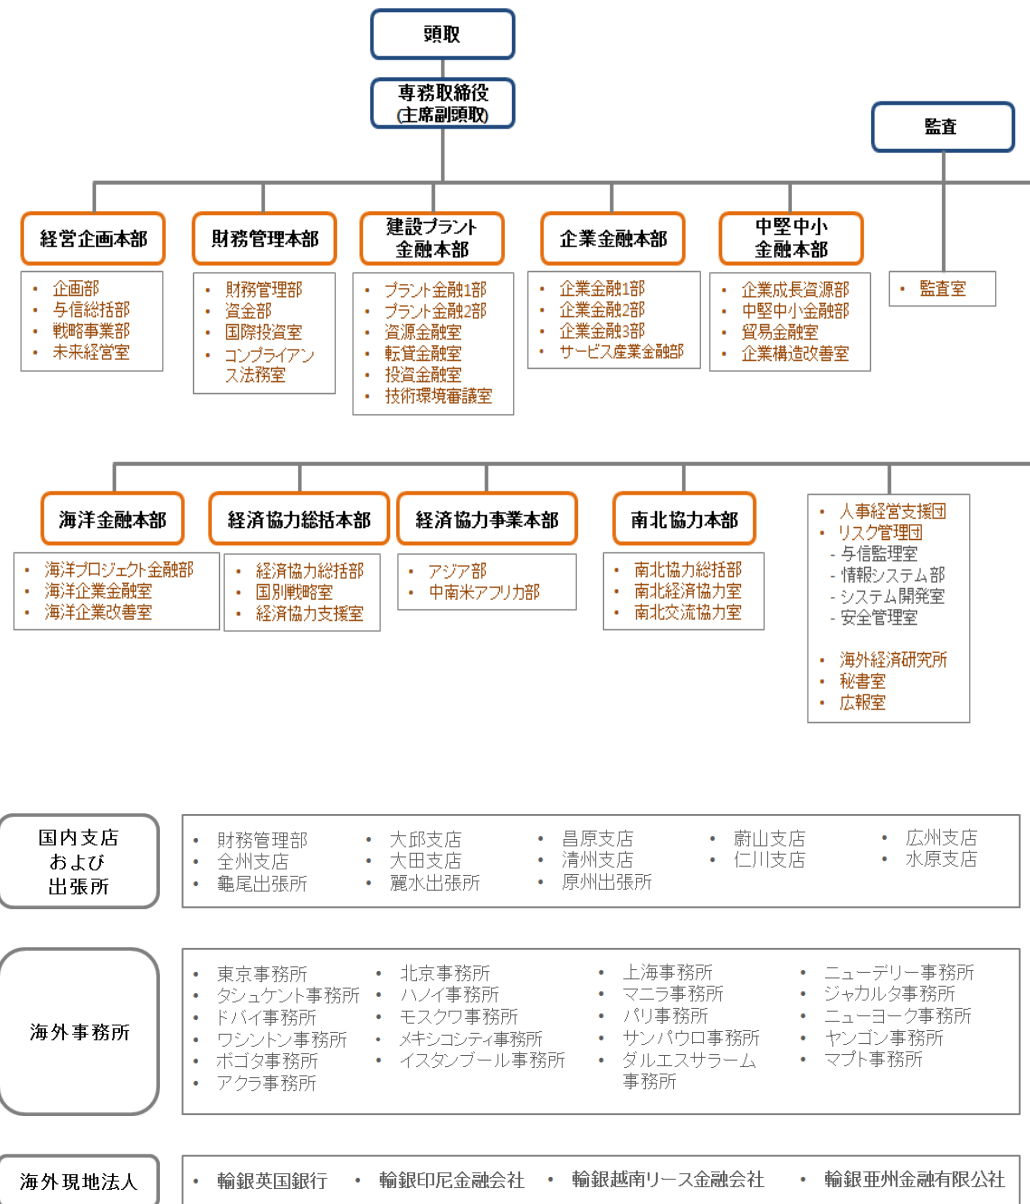 頭取
専務取締役
(主席副頭取)
監査
経営企画本部
• 企画部
• 与信総括部
• 戦略事業部
• 未来経営室
財務管理本部
• 財務管理部
• 資金部
• 国際投資室
• コンプライアン
ス法務室
建設プラント
金融本部
• プラント金融1部
• プラント金融2部
• 資源金融室
• 転貸金融室
• 投資金融室
• 技術環境審議室
企業金融本部
• 企業金融1部
• 企業金融2部
• 企業金融3部
• サービス産業金融部
中堅中小
金融本部
• 企業成長資源部
• 中堅中小金融部
• 貿易金融室
• 企業構造改善室
• 監査室
海洋金融本部
• 海洋プロジェクト金融部
• 海洋企業金融室
• 海洋企業改善室
経済協力総括本部
• 経済協力総括部
• 国別戦略室
• 経済協力支援室
経済協力事業本部
• アジア部
• 中南米アフリカ部
南北協力本部
• 南北協力総括部
• 南北経済協力室
• 南北交流協力室
• 人事経営支援団
• リスク管理団
- 与信監理室
- 情報システム部
- システム開発室
- 安全管理室
• 海外経済研究所
• 秘書室
• 広報室
国内支店
および
出張所
• 財務管理部 • 大邱支店 • 昌原支店 • 蔚山支店 • 広州支店
• 全州支店 • 大田支店 • 清州支店 • 仁川支店 • 水原支店
• 龜尾出張所 • 麗水出張所 • 原州出張所
海外事務所
• 東京事務所 • 北京事務所 • 上海事務所 • ニューデリー事務所
• タシュケント事務所 • ハノイ事務所 • マニラ事務所 • ジャカルタ事務所
• ドバイ事務所 • モスクワ事務所 • パリ事務所 • ニューヨーク事務所
• ワシントン事務所 • メキシコシティ事務所 • サンパウロ事務所 • ヤンゴン事務所
• ボゴタ事務所 • イスタンブール事務所 • ダルエスサラーム • マプト事務所
• アクラ事務所 事務所
海外現地法人
• 輸銀英国銀行 • 輸銀印尼金融会社 • 輸銀越南リース金融会社 • 輸銀亜州金融有限公社